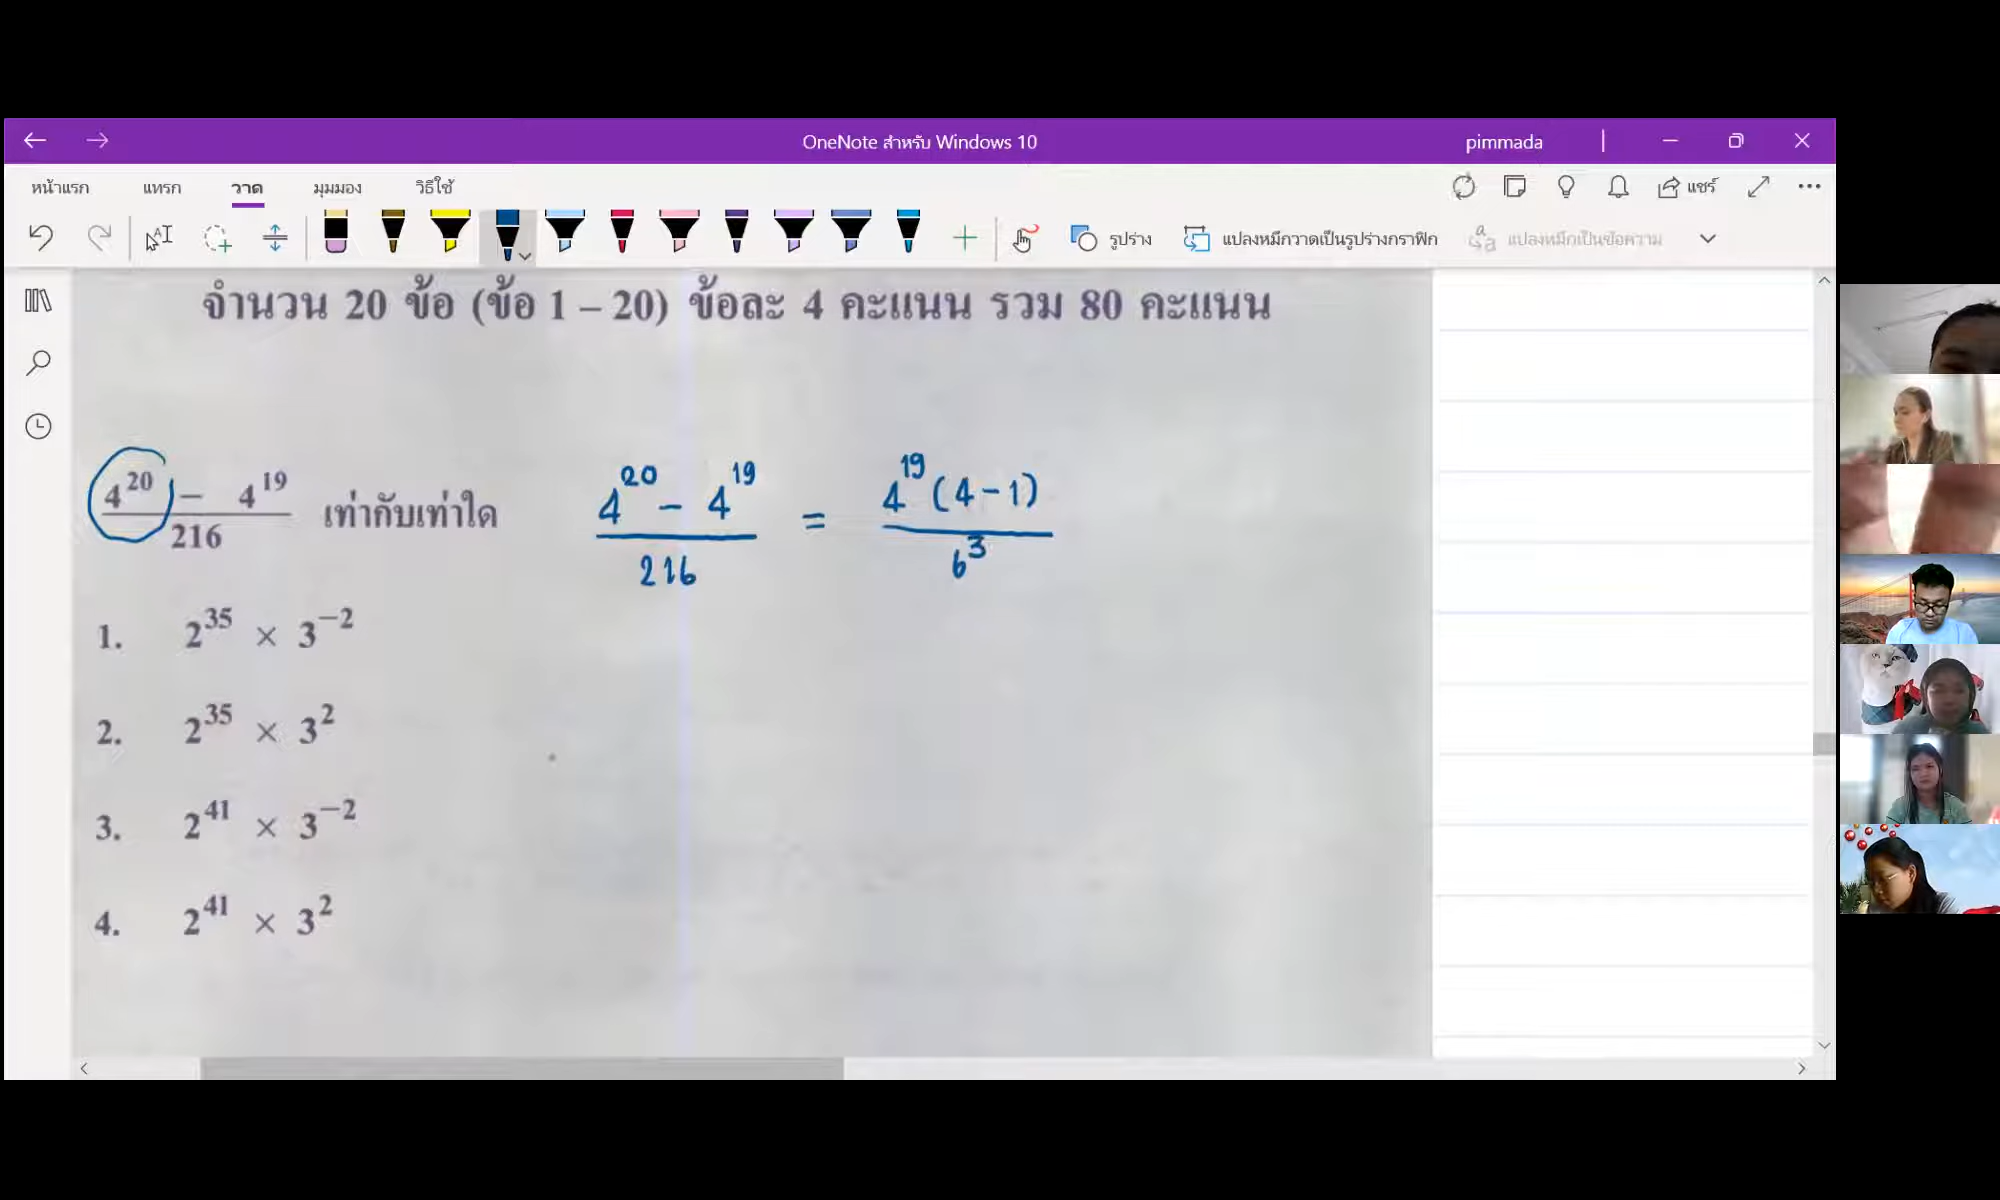 OneNote สำหรับ Windows 10
pimmada
หน้าแรก แทรก วาด มุมมอง วิธีใช้
แชร์
รูปร่าง
แปลงหมึกวาดเป็นรูปร่างกราฟิก
แปลงหมึกเป็นข้อความ
จำนวน 20 ข้อ (ข้อ 1 – 20) ข้อละ 4 คะแนน รวม 80 คะแนน
4^20 – 4^19
216
เท่ากับเท่าใด
4^20 - 4^19
216
=
4^19 (4-1)
6^3
1. 2^35 × 3^−2
2. 2^35 × 3^2
3. 2^41 × 3^−2
4. 2^41 × 3^2